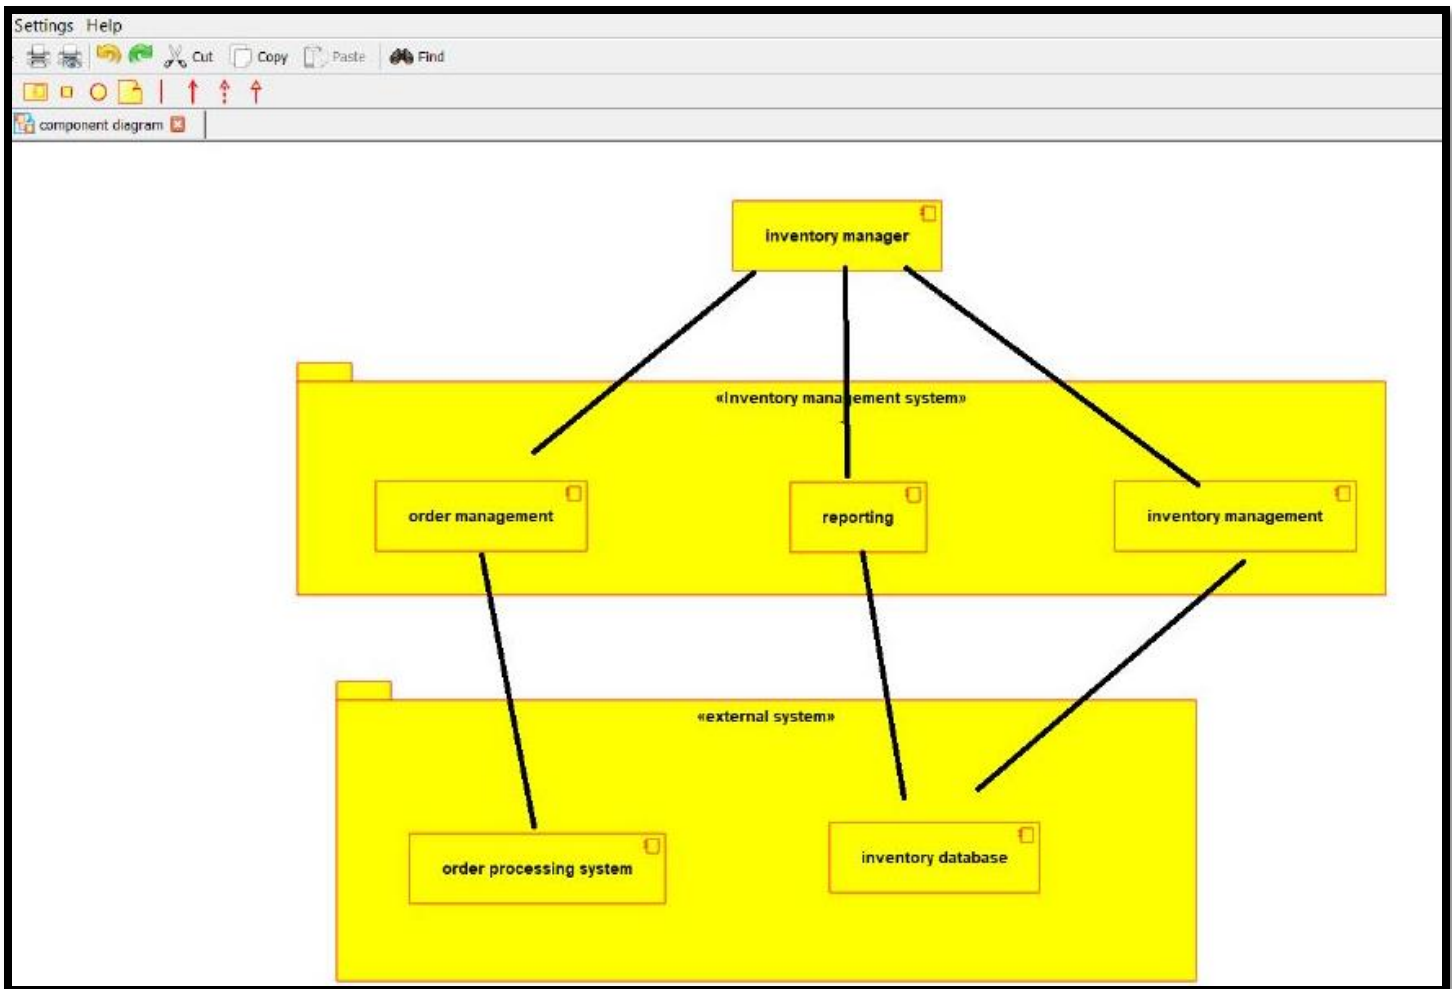 Settings Help
Cut Copy Paste Find
component diagram
inventory manager
«Inventory management system»
order management reporting inventory management
«external system»
order processing system inventory database